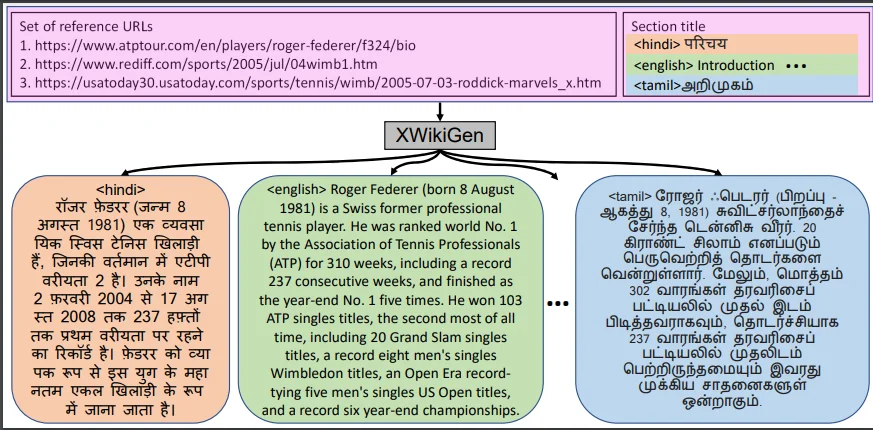 Set of reference URLs
1. https://www.atptour.com/en/players/roger-federer/f324/bio
2. https://www.rediff.com/sports/2005/jul/04wimb1.htm
3. https://usatoday30.usatoday.com/sports/tennis/wimb/2005-07-03-roddick-marvels_x.htm
Section title
<hindi> परिचय
<english> Introduction •••
<tamil>அறிமுகம்
XWikiGen
<hindi>
रॉजर फ़ेडरर (जन्म 8
अगस्त 1981) एक व्यवसा
यिक स्विस टेनिस खिलाड़ी
हैं, जिनकी वर्तमान में एटीपी
वरीयता 2 है। उनके नाम
2 फ़रवरी 2004 से 17 अग
स्त 2008 तक 237 हफ़्तों
तक प्रथम वरीयता पर रहने
का रिकॉर्ड है। फ़ेडरर को व्या
पक रूप से इस युग के महा
नतम एकल खिलाड़ी के रूप
में जाना जाता है।
<english> Roger Federer (born 8 August
1981) is a Swiss former professional
tennis player. He was ranked world No. 1
by the Association of Tennis Professionals
(ATP) for 310 weeks, including a record
237 consecutive weeks, and finished as
the year-end No. 1 five times. He won 103
ATP singles titles, the second most of all
time, including 20 Grand Slam singles
titles, a record eight men's singles
Wimbledon titles, an Open Era record-
tying five men's singles US Open titles,
and a record six year-end championships.
•••
<tamil> ரோஜர் ஃபெடரர் (பிறப்பு -
ஆகத்து 8, 1981) சுவிட்சர்லாந்தைச்
சேர்ந்த டென்னிசு வீரர். 20
கிராண்ட் சிலாம் எனப்படும்
பெருவெற்றித் தொடர்களை
வென்றுள்ளார். மேலும், மொத்தம்
302 வாரங்கள் தரவரிசைப்
பட்டியலில் முதல் இடம்
பிடித்தவராகவும், தொடர்ச்சியாக
237 வாரங்கள் தரவரிசைப்
பட்டியலில் முதலிடம்
பெற்றிருந்தமையும் இவரது
முக்கிய சாதனைகளுள்
ஒன்றாகும்.